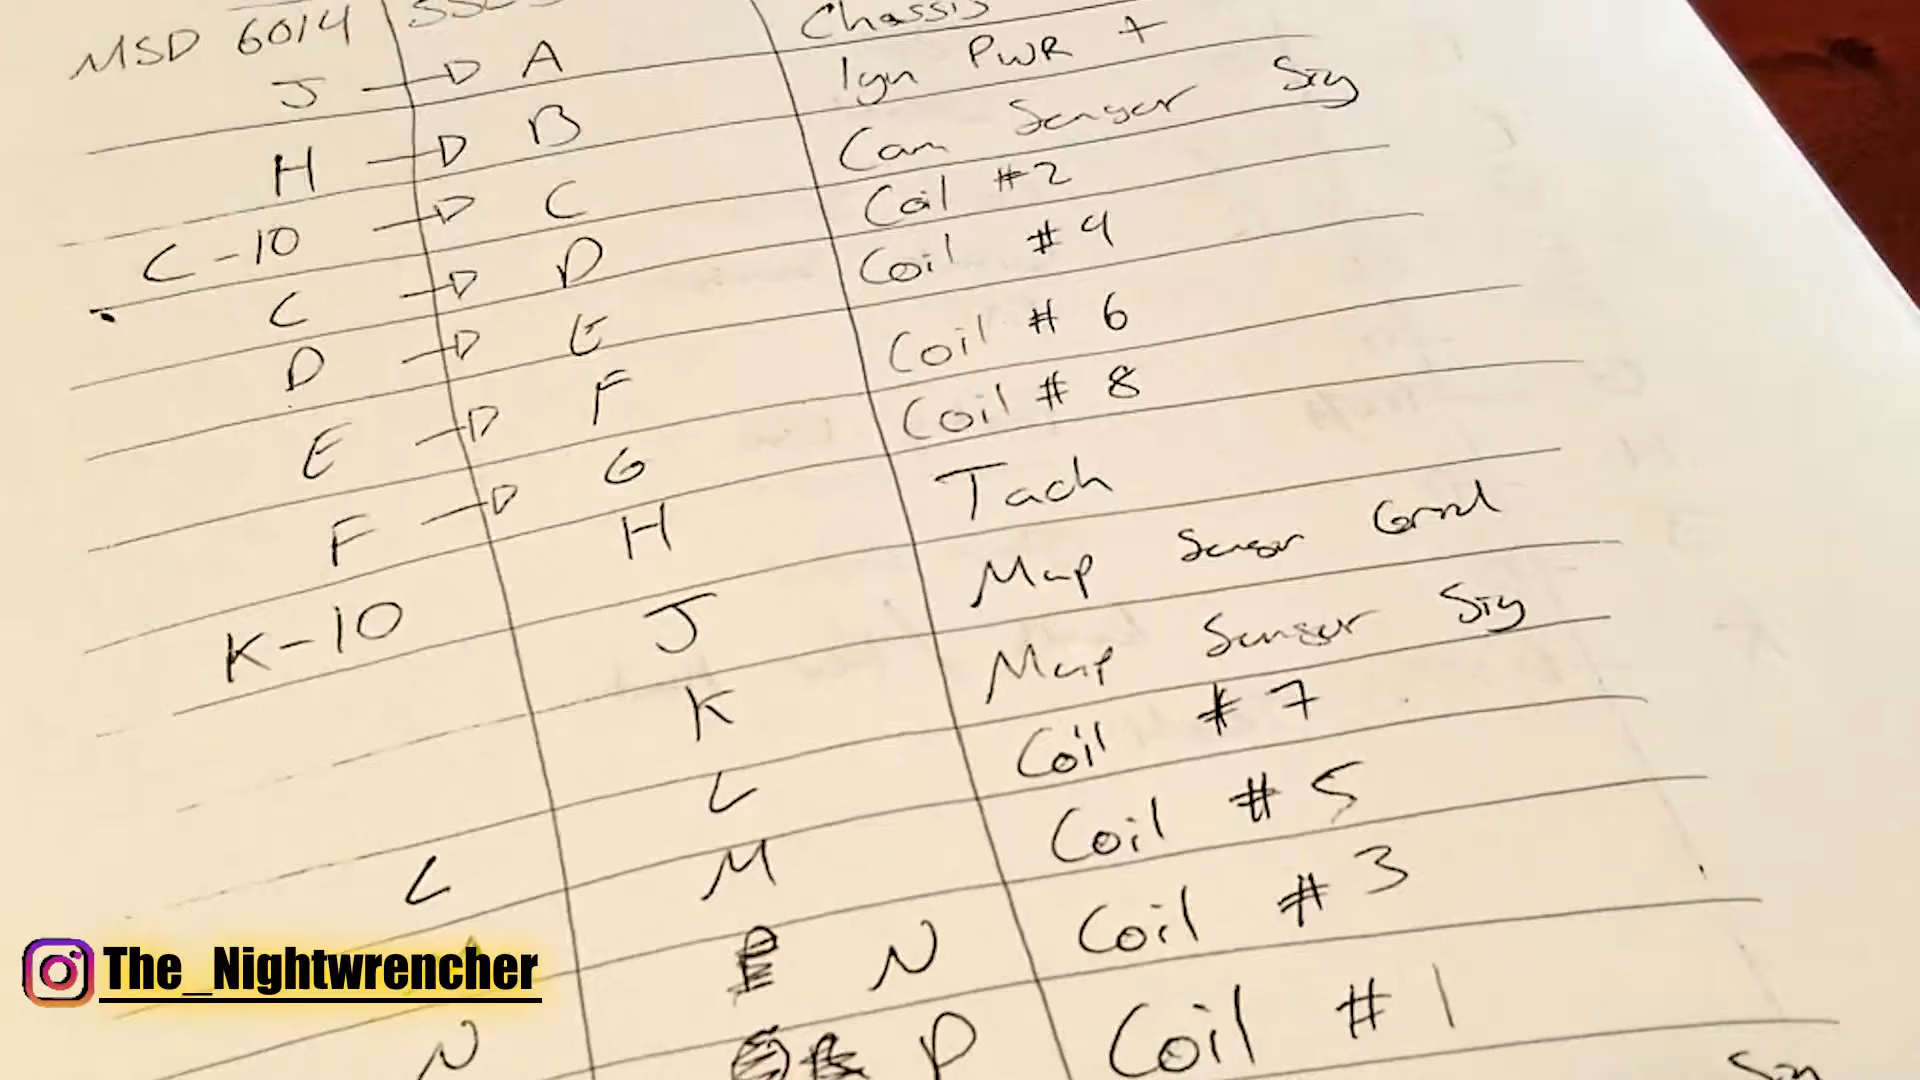 MSD 6014 Chassis
J → A Ign PWR +
H → B Cam Sensor Sig
C-10 → C Coil #2
C → D Coil #4
D → E Coil # 6
E → F Coil # 8
F → G Tach
K-10 H Map Sensor Grnd
J Map Sensor Sig
K Coil #7
L Coil # 5
L M Coil # 3
N Coil # 1
N P
Sig
The_Nightwrencher